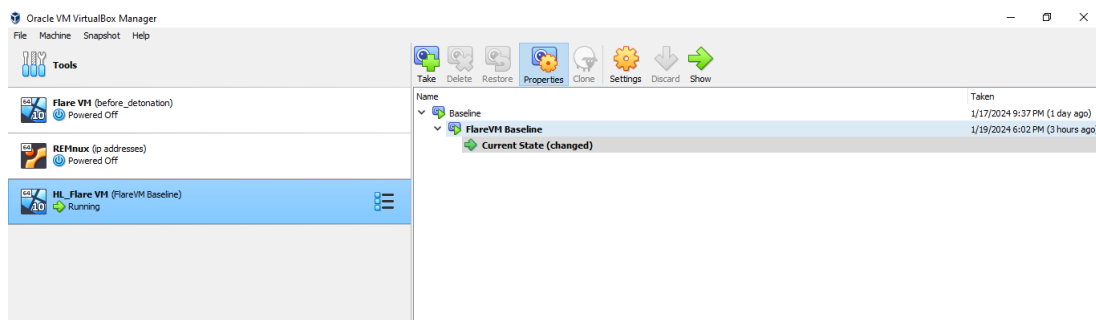 Oracle VM VirtualBox Manager
File Machine Snapshot Help
Tools
Take Delete Restore Properties Clone Settings Discard Show
Name Taken
Flare VM (before_detonation)
Powered Off
REMnux (ip addresses)
Powered Off
HL_Flare VM (FlareVM Baseline)
Running
Baseline 1/17/2024 9:37 PM (1 day ago)
FlareVM Baseline 1/19/2024 6:02 PM (3 hours ago
Current State (changed)